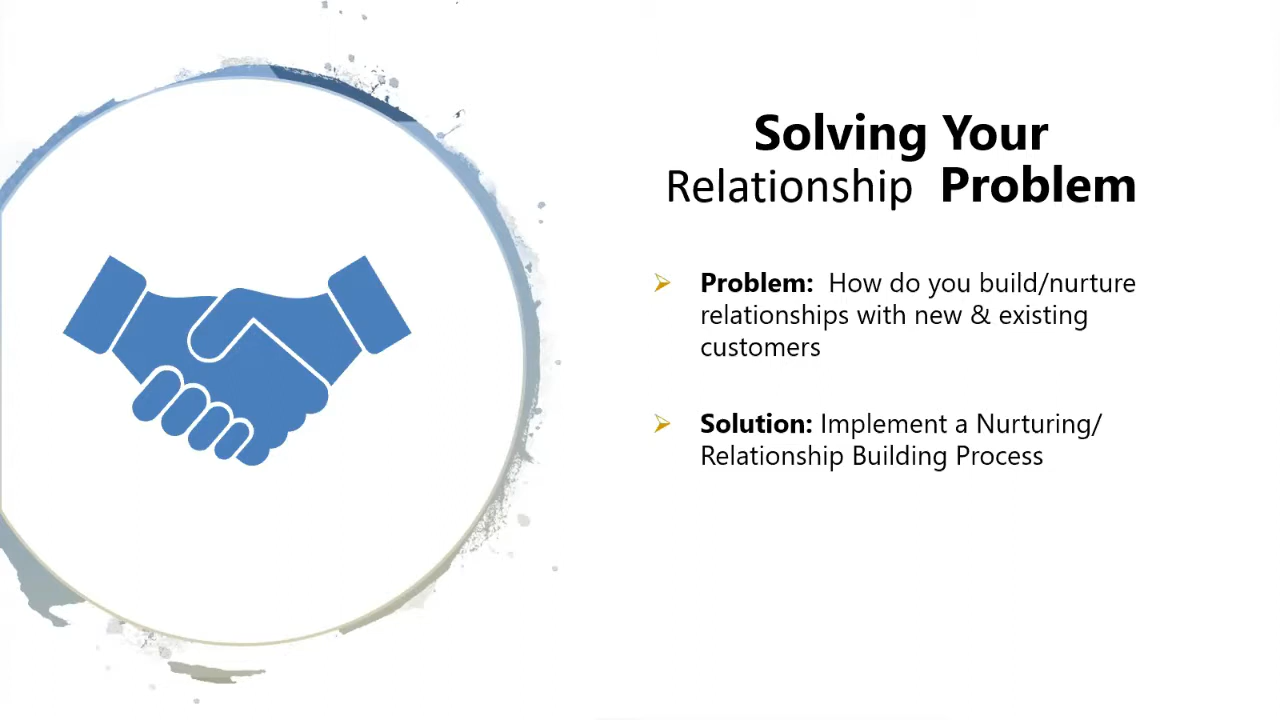 Solving Your
Relationship Problem
Problem: How do you build/nurture
relationships with new & existing
customers
Solution: Implement a Nurturing/
Relationship Building Process